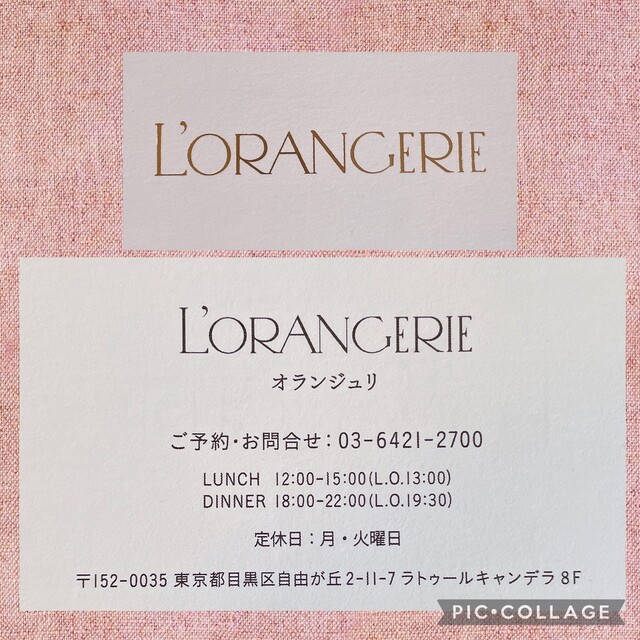 L'ORANGERIE
L'ORANGERIE
オランジュリ
ご予約・お問合せ：03-6421-2700
LUNCH 12:00-15:00(L.O.13:00)
DINNER 18:00-22:00(L.O.19:30)
定休日：月・火曜日
〒152-0035 東京都目黒区自由が丘2-11-7 ラトゥールキャンデラ 8F
PIC•COLLAGE